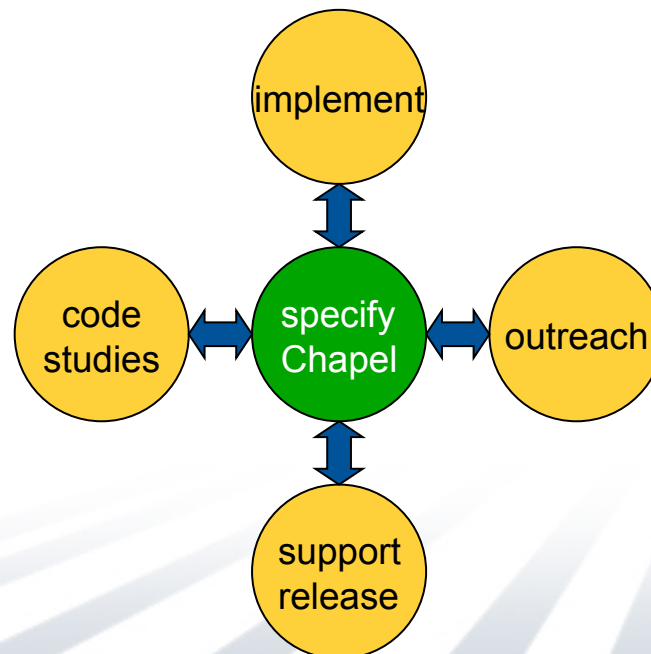 implement
code
studies
specify
Chapel
outreach
support
release